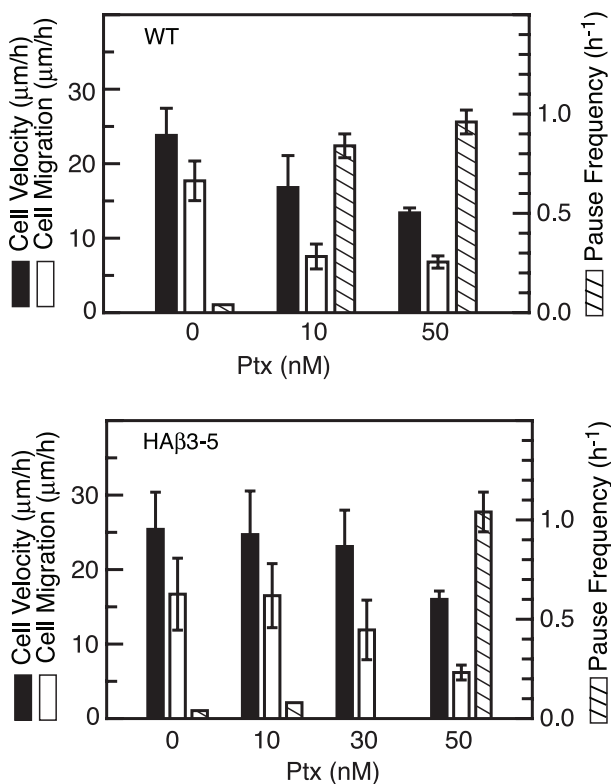 WT
Cell Velocity (μm/h)
Cell Migration (μm/h)
30
20
10
0
1.0
0.5
0.0
Pause Frequency (h⁻¹)
0 10 50
Ptx (nM)
HAβ3-5
Cell Velocity (μm/h)
Cell Migration (μm/h)
30
20
10
0
1.0
0.5
0.0
Pause Frequency (h⁻¹)
0 10 30 50
Ptx (nM)